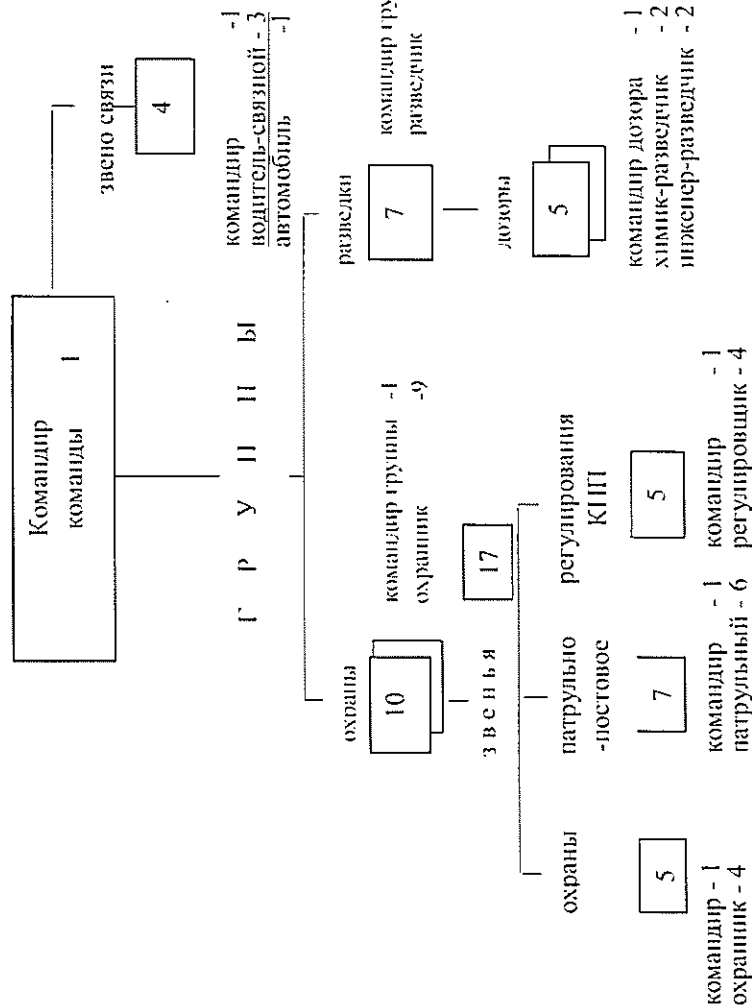 Командир
команды 1
звено связи
4
командир -1
водитель-связной - 3
автомобиль -1
Г Р У П П Ы
охраны
10
командир группы -1
охранник -9
разведки
7
командир гру
разведчик
звенья
17
дозоры
5
командир дозора - 1
химик-разведчик - 2
инженер-разведчик - 2
охраны
5
командир - 1
охранник - 4
патрульно
-постовое
7
командир - 1
патрульный - 6
регулирования
КПП
5
командир - 1
регулировщик - 4